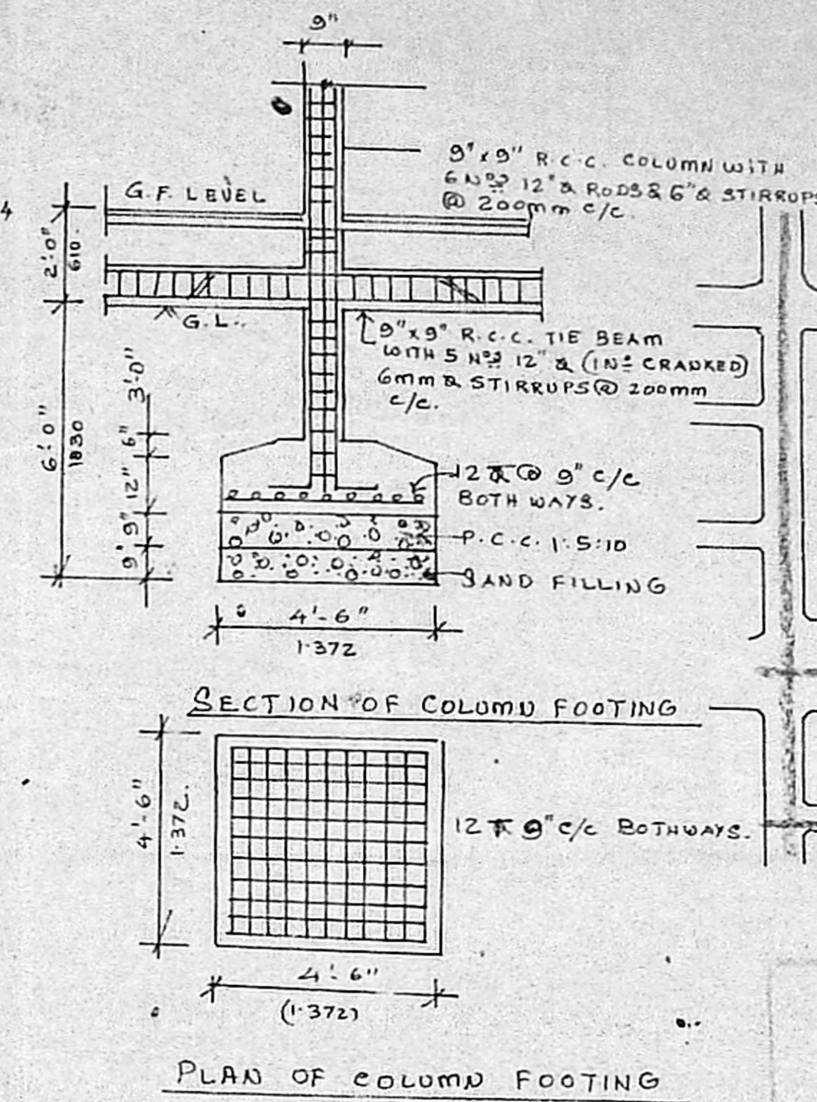 9"
9"x9" R.C.C. COLUMN WITH
6 NOS 12"ø RODS & 6"ø STIRRUPS
@ 200mm c/c.
4
G.F. LEVEL
2'.0"
610.
G.L.
9"x9" R.C.C. TIE BEAM
WITH 5 NOS 12"ø (1NO CRANKED)
6mm ø STIRRUPS @ 200mm
c/c.
6'.0"
1830
3'.0"
6"
12"
9"
9"
12 @ 9" c/c
BOTH WAYS.
P.C.C. 1:5:10
SAND FILLING
4'-6"
1.372
SECTION OF COLUMN FOOTING
4'-6"
1.372.
12 9" c/c BOTHWAYS.
4'-6"
(1.372)
PLAN OF COLUMN FOOTING